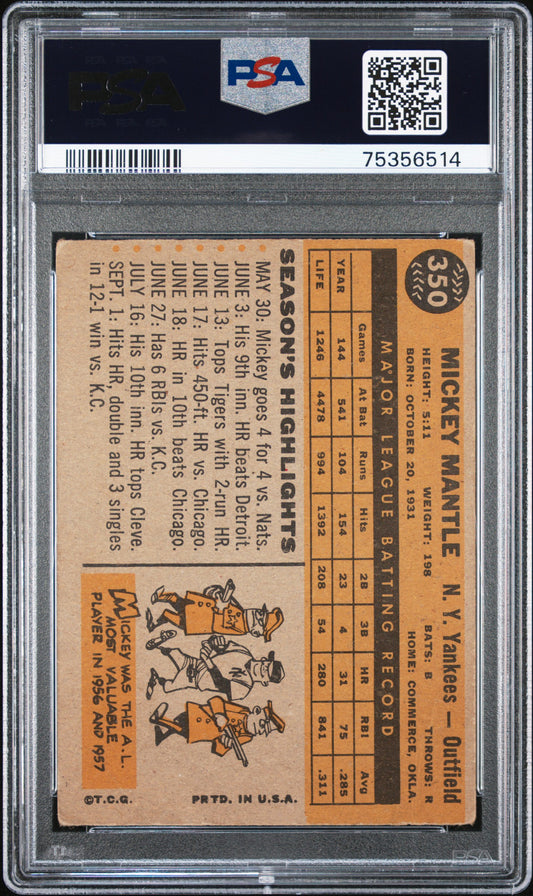 PSA
PSA
75356514
350
MICKEY MANTLE N. Y. Yankees — Outfield
HEIGHT: 5:11 WEIGHT: 198 BATS: B THROWS: R
BORN: OCTOBER 20, 1931 HOME: COMMERCE, OKLA.
MAJOR LEAGUE BATTING RECORD
Games At Bat Runs Hits 2B 3B HR RBI Avg
YEAR 144 541 104 154 23 4 31 75 .285
LIFE 1246 4478 994 1392 208 54 280 841 .311
SEASON'S HIGHLIGHTS
• MAY 30: Mickey goes 4 for 4 vs. Nats.
• JUNE 3: His 9th inn. HR beats Detroit.
• JUNE 13: Tops Tigers with 2-run HR.
• JUNE 17: Hits 450-ft. HR vs. Chicago.
• JUNE 18: HR in 10th beats Chicago.
• JUNE 27: Has 6 RBIs vs. K.C.
• JULY 16: His 10th inn. HR tops Cleve.
• SEPT. 1: Hits HR, double and 3 singles
in 12-1 win vs. K.C.
MICKEY WAS THE A.L.
MOST VALUABLE
PLAYER IN 1956 AND 1957
©T.C.G. PRTD. IN U.S.A.
PSA